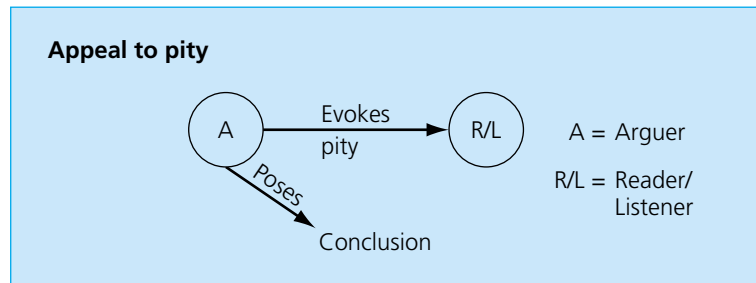 Appeal to pity
A
Evokes
pity
R/L
Poses
Conclusion
A = Arguer
R/L = Reader/
Listener